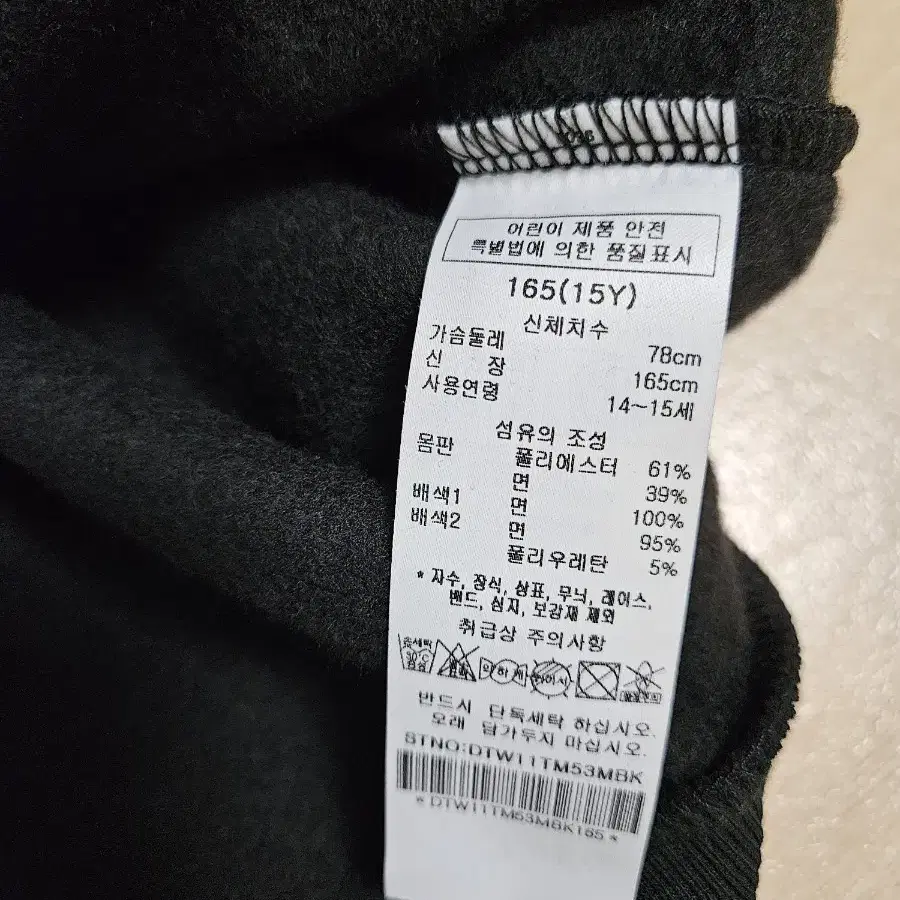 어린이 제품 안전
특별법에 의한 품질표시
165(15Y)
신체치수
가슴둘레 78cm
신 장 165cm
사용연령 14~15세
섬유의 조성
몸판 폴리에스터 61%
면 39%
배색1 면 100%
배색2 면 95%
폴리우레탄 5%
* 자수, 장식, 상표, 무늬, 레이스,
밴드, 심지, 보강재 제외
취급상 주의사항
손세탁 30°C 중성
반드시 단독세탁 하십시오.
오래 담가두지 마십시오.
STNO:DTW11TM53MBK
*DTW11TM53MBK165*